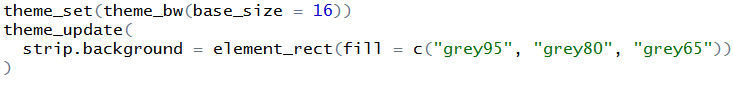 theme_set(theme_bw(base_size = 16))
theme_update(
  strip.background = element_rect(fill = c("grey95", "grey80", "grey65"))
)